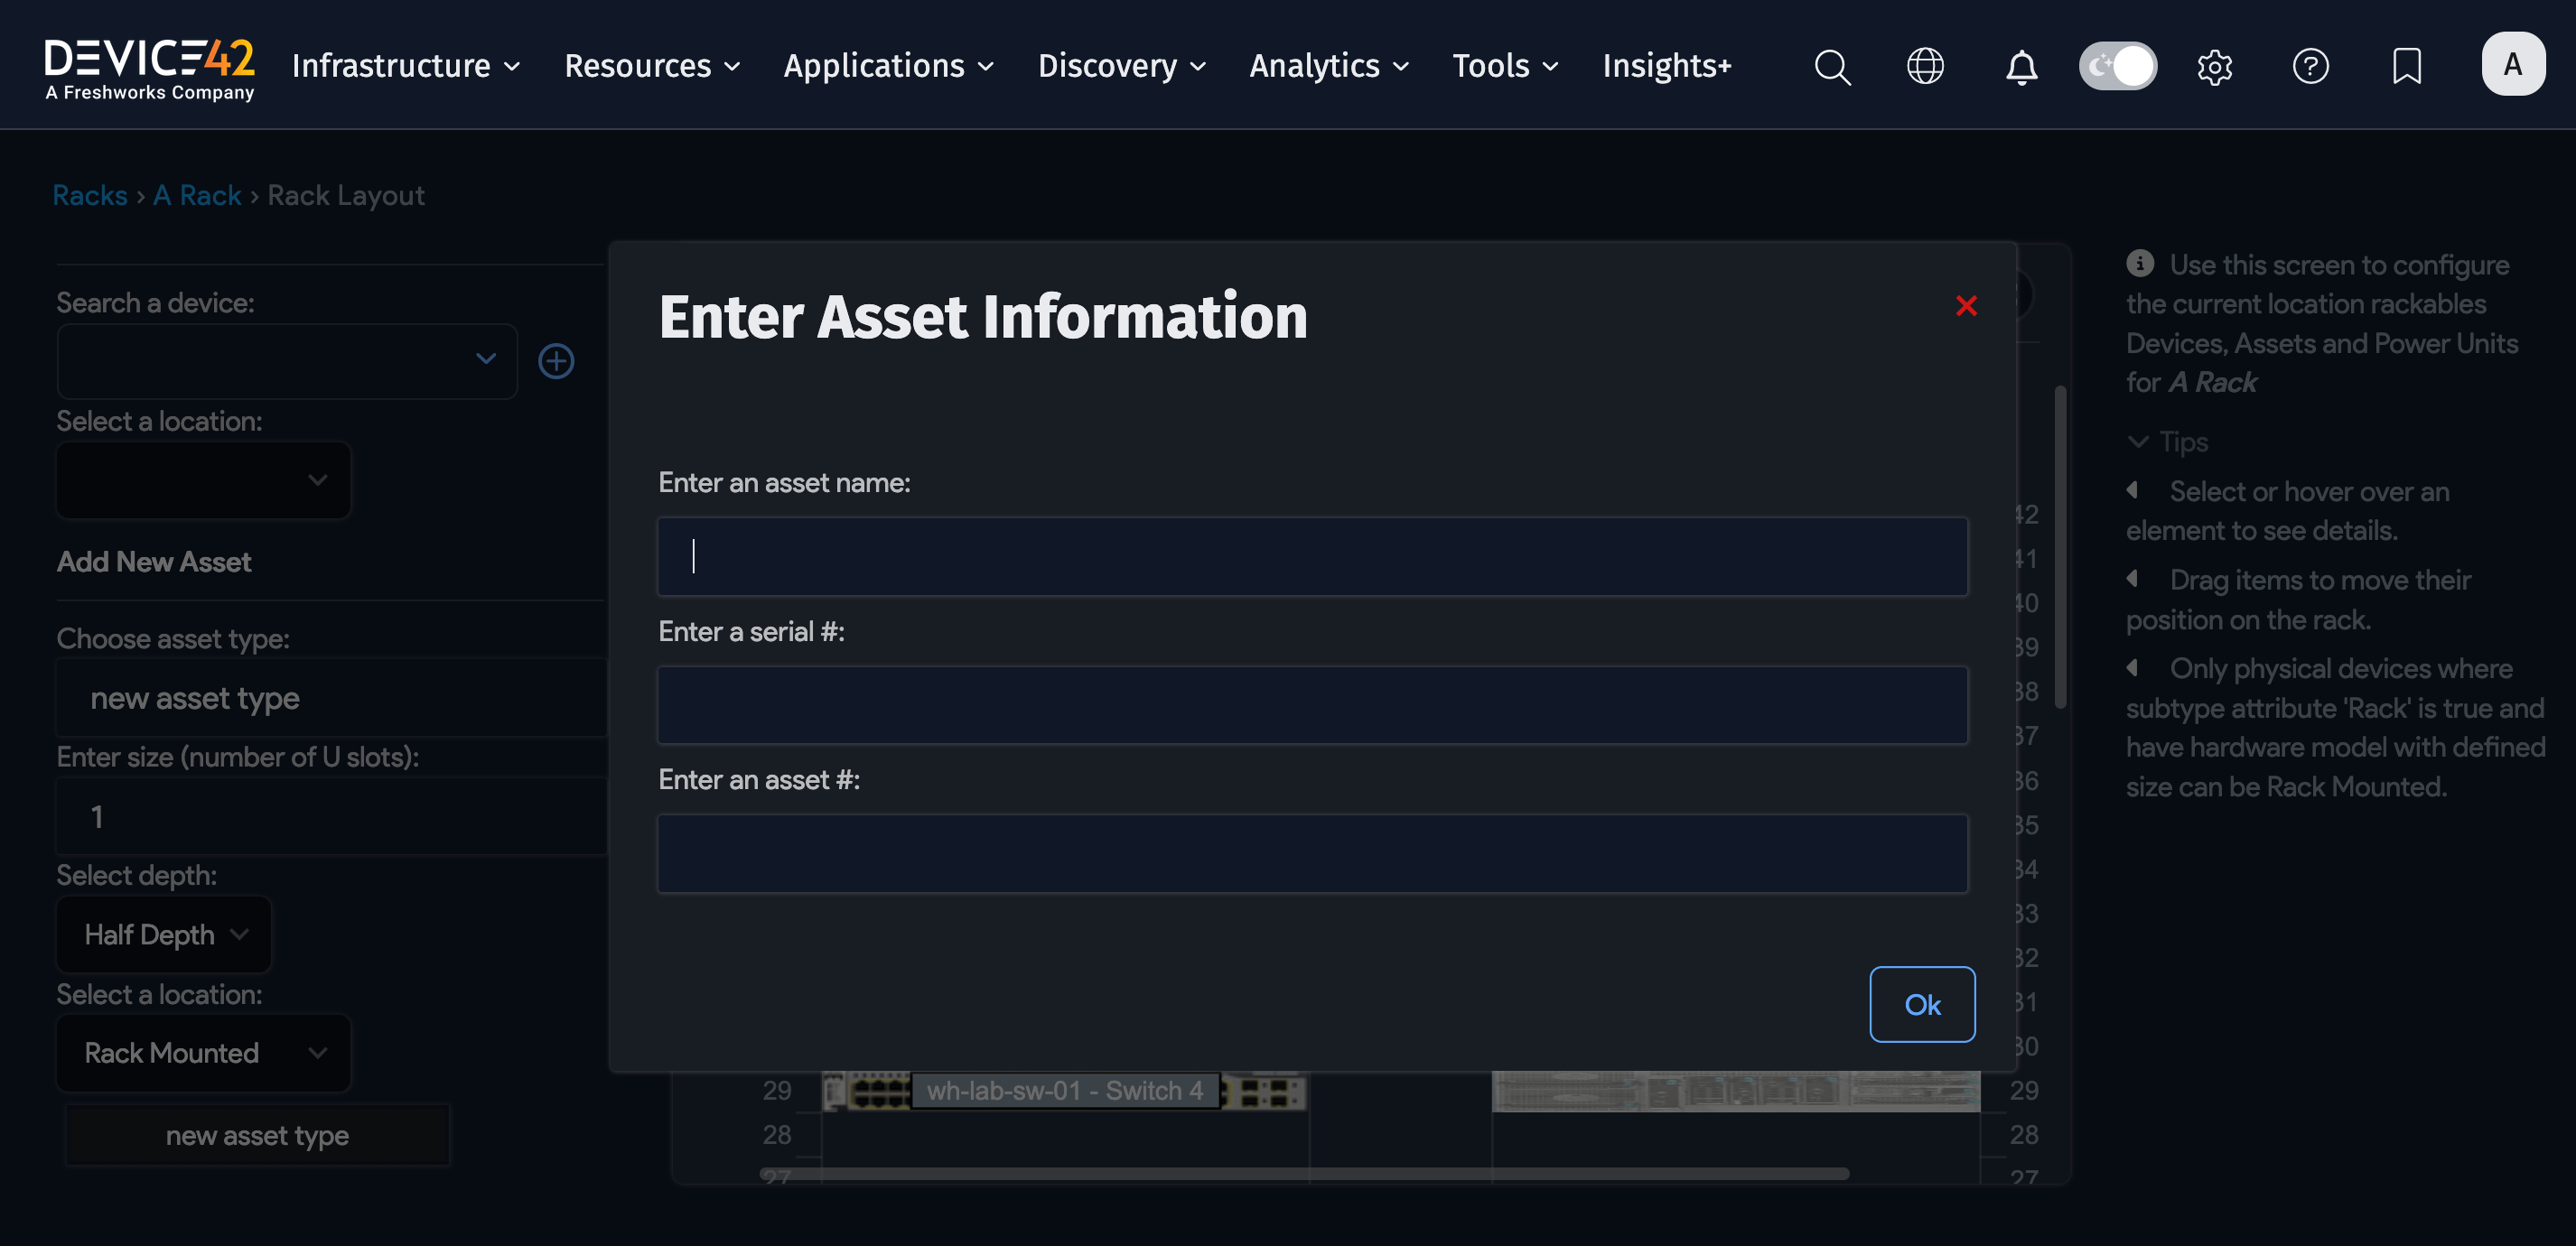 DEVICE42
A Freshworks Company
Infrastructure Resources Applications Discovery Analytics Tools Insights+
A
Racks › A Rack › Rack Layout
Search a device:
Select a location:
Add New Asset
Choose asset type:
new asset type
Enter size (number of U slots):
1
Select depth:
Half Depth
Select a location:
Rack Mounted
new asset type
Enter Asset Information
Enter an asset name:
Enter a serial #:
Enter an asset #:
Ok
42
41
40
39
38
37
36
35
34
33
32
31
30
29 wh-lab-sw-01 - Switch 4 29
28 28
27 27
Use this screen to configure
the current location rackables
Devices, Assets and Power Units
for A Rack
Tips
Select or hover over an
element to see details.
Drag items to move their
position on the rack.
Only physical devices where
subtype attribute 'Rack' is true and
have hardware model with defined
size can be Rack Mounted.